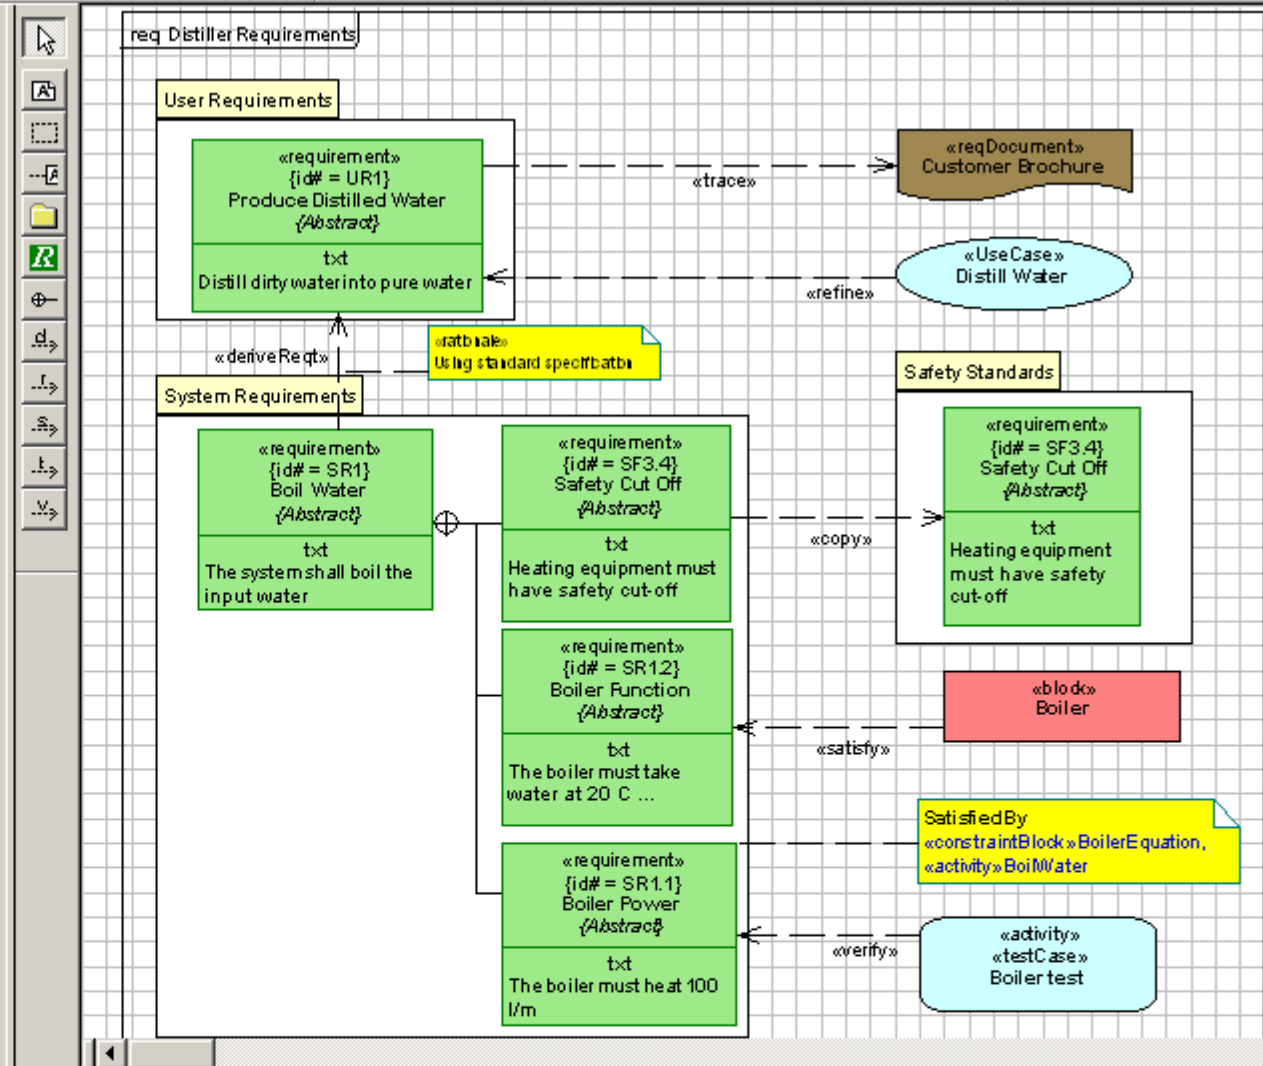 req Distiller Requirements
User Requirements
«requirement»
{id# = UR1}
Produce Distilled Water
{Abstract}
txt
Distill dirty water into pure water
«trace»
«reqDocument»
Customer Brochure
«UseCase»
Distill Water
«refine»
«deriveReqt»
«rationale»
Using standard specification
System Requirements
«requirement»
{id# = SR1}
Boil Water
{Abstract}
txt
The system shall boil the
input water
«requirement»
{id# = SF3.4}
Safety Cut Off
{Abstract}
txt
Heating equipment must
have safety cut-off
«copy»
Safety Standards
«requirement»
{id# = SF3.4}
Safety Cut Off
{Abstract}
txt
Heating equipment
must have safety
cut-off
«requirement»
{id# = SR1.2}
Boiler Function
{Abstract}
txt
The boiler must take
water at 20 C ...
«satisfy»
«block»
Boiler
SatisfiedBy
«constraintBlock» BoilerEquation,
«activity» BoilWater
«requirement»
{id# = SR1.1}
Boiler Power
{Abstract}
txt
The boiler must heat 100
l/m
«verify»
«activity»
«testCase»
Boiler test
A
A
R
d
r
s
t
v